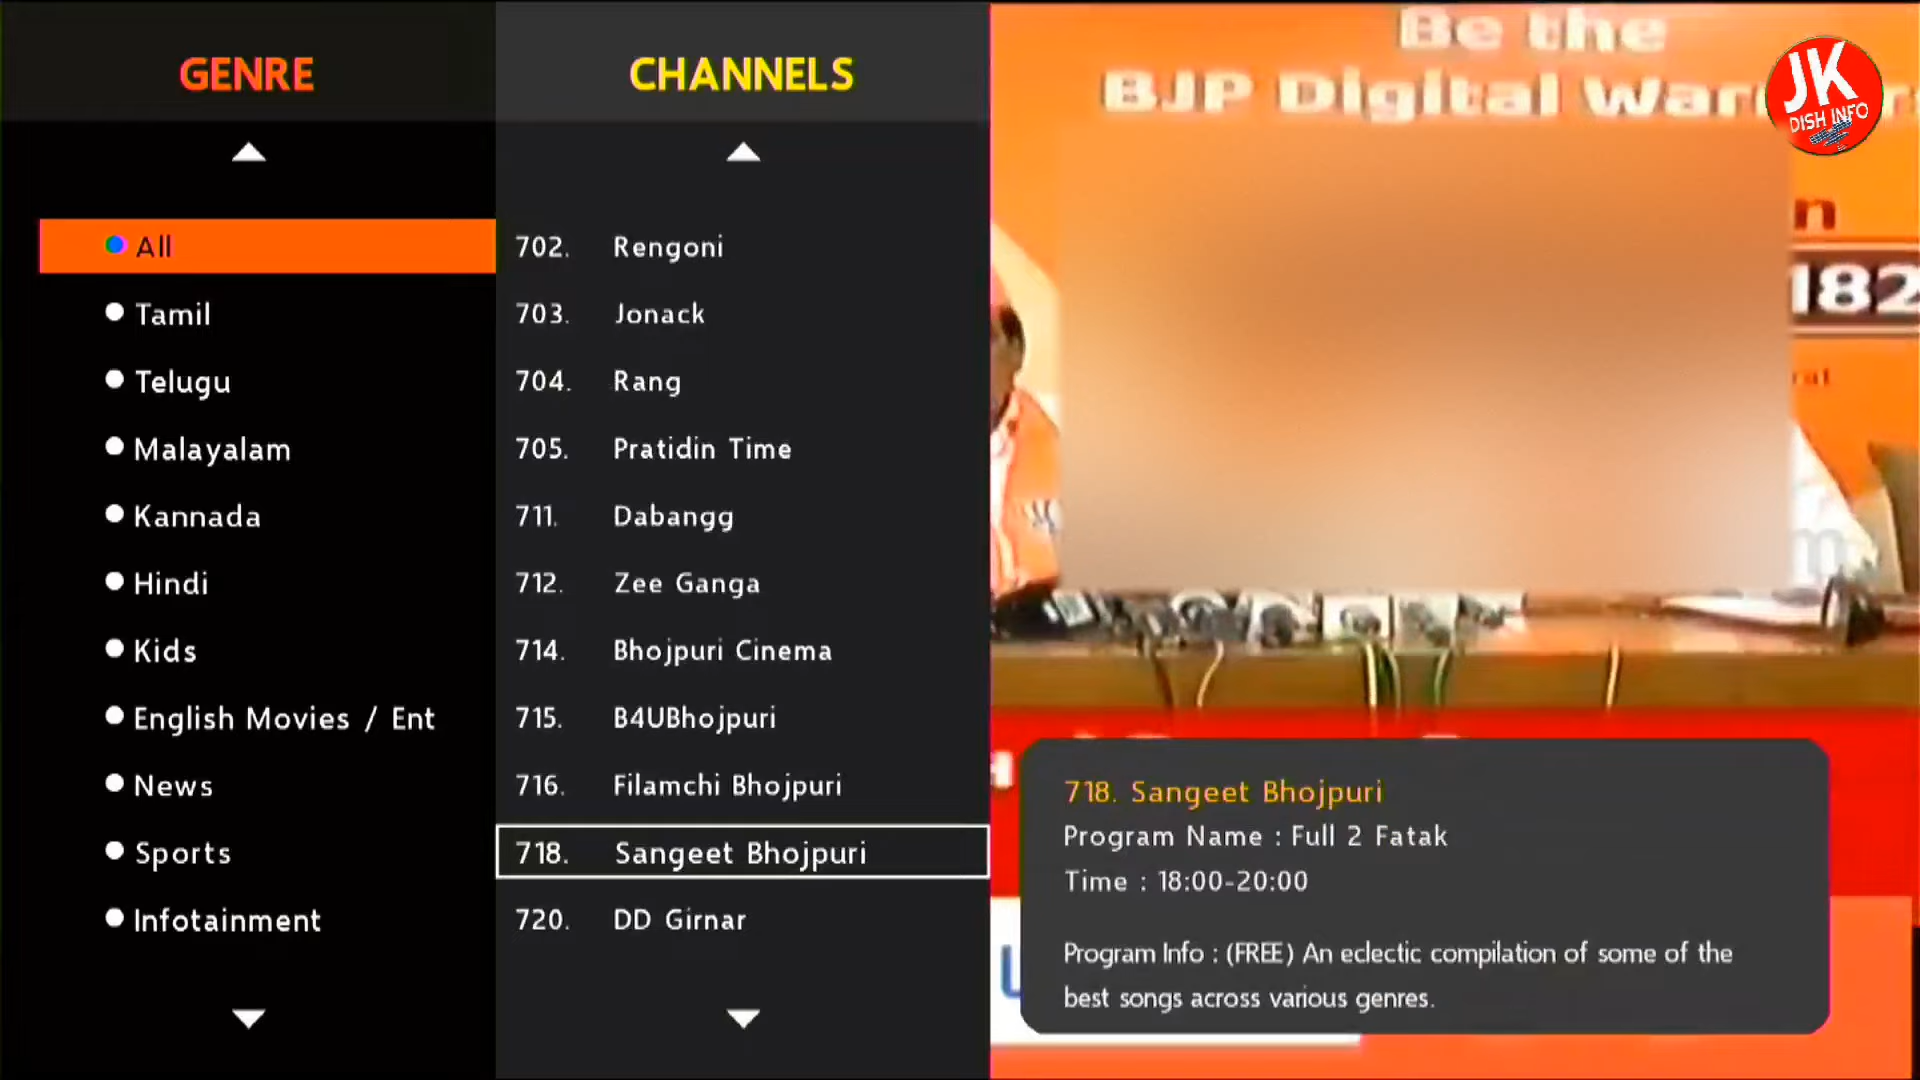 GENRE
All
Tamil
Telugu
Malayalam
Kannada
Hindi
Kids
English Movies / Ent
News
Sports
Infotainment
CHANNELS
702. Rengoni
703. Jonack
704. Rang
705. Pratidin Time
711. Dabangg
712. Zee Ganga
714. Bhojpuri Cinema
715. B4UBhojpuri
716. Filamchi Bhojpuri
718. Sangeet Bhojpuri
720. DD Girnar
Be the
BJP Digital
JK
DISH INFO
182
718. Sangeet Bhojpuri
Program Name : Full 2 Fatak
Time : 18:00-20:00
Program Info : (FREE) An eclectic compilation of some of the
best songs across various genres.